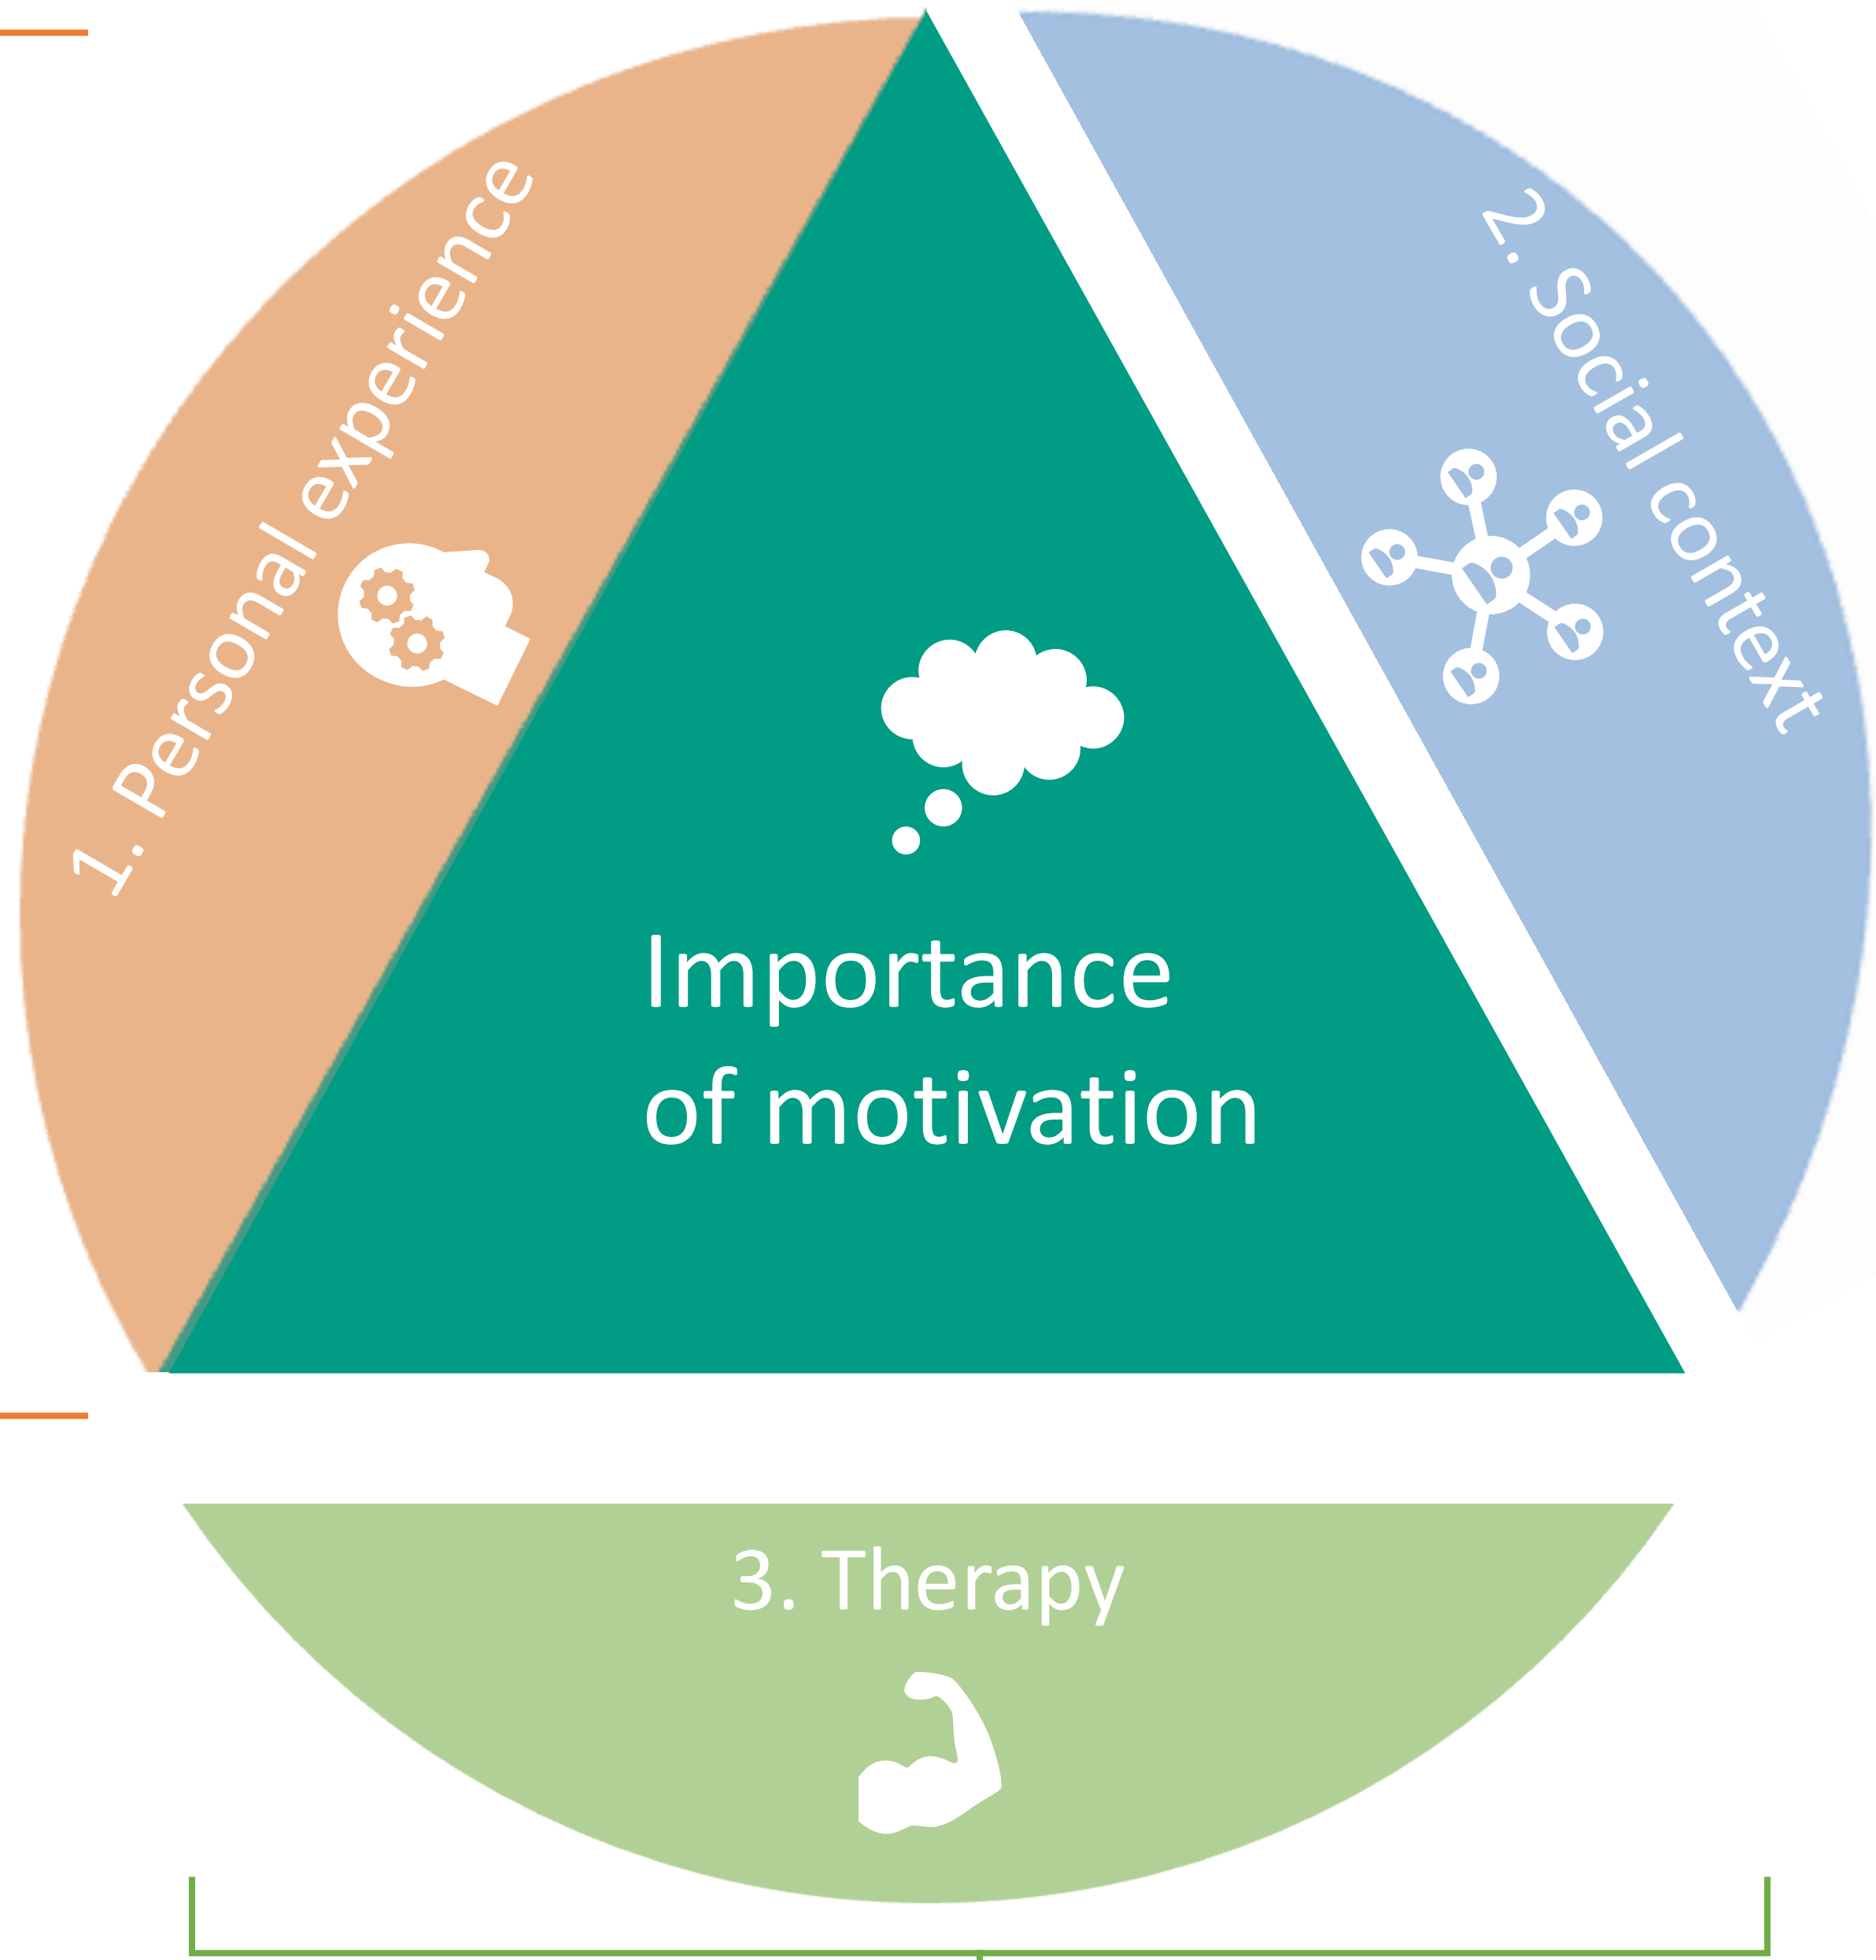 1. Personal experience
2. Social context
Importance
of motivation
3. Therapy